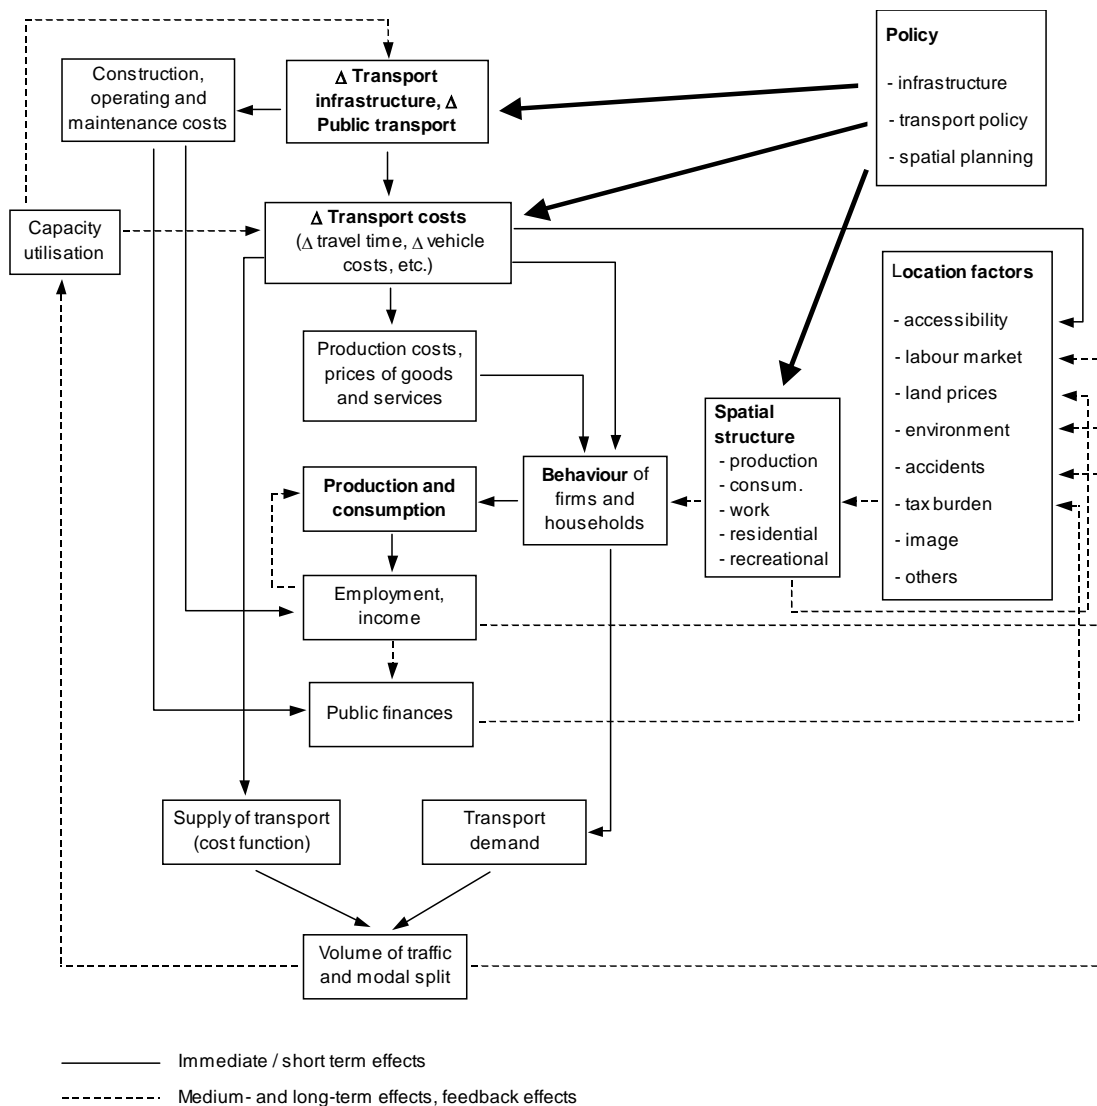 Policy
- infrastructure
- transport policy
- spatial planning
Construction,
operating and
maintenance costs
Δ Transport
infrastructure, Δ
Public transport
Capacity
utilisation
Δ Transport costs
(Δ travel time, Δ vehicle
costs, etc.)
Location factors
- accessibility
- labour market
- land prices
- environment
- accidents
- tax burden
- image
- others
Production costs,
prices of goods
and services
Spatial
structure
- production
- consum.
- work
- residential
- recreational
Behaviour of
firms and
households
Production and
consumption
Employment,
income
Public finances
Supply of transport
(cost function)
Transport
demand
Volume of traffic
and modal split
Immediate / short term effects
Medium- and long-term effects, feedback effects